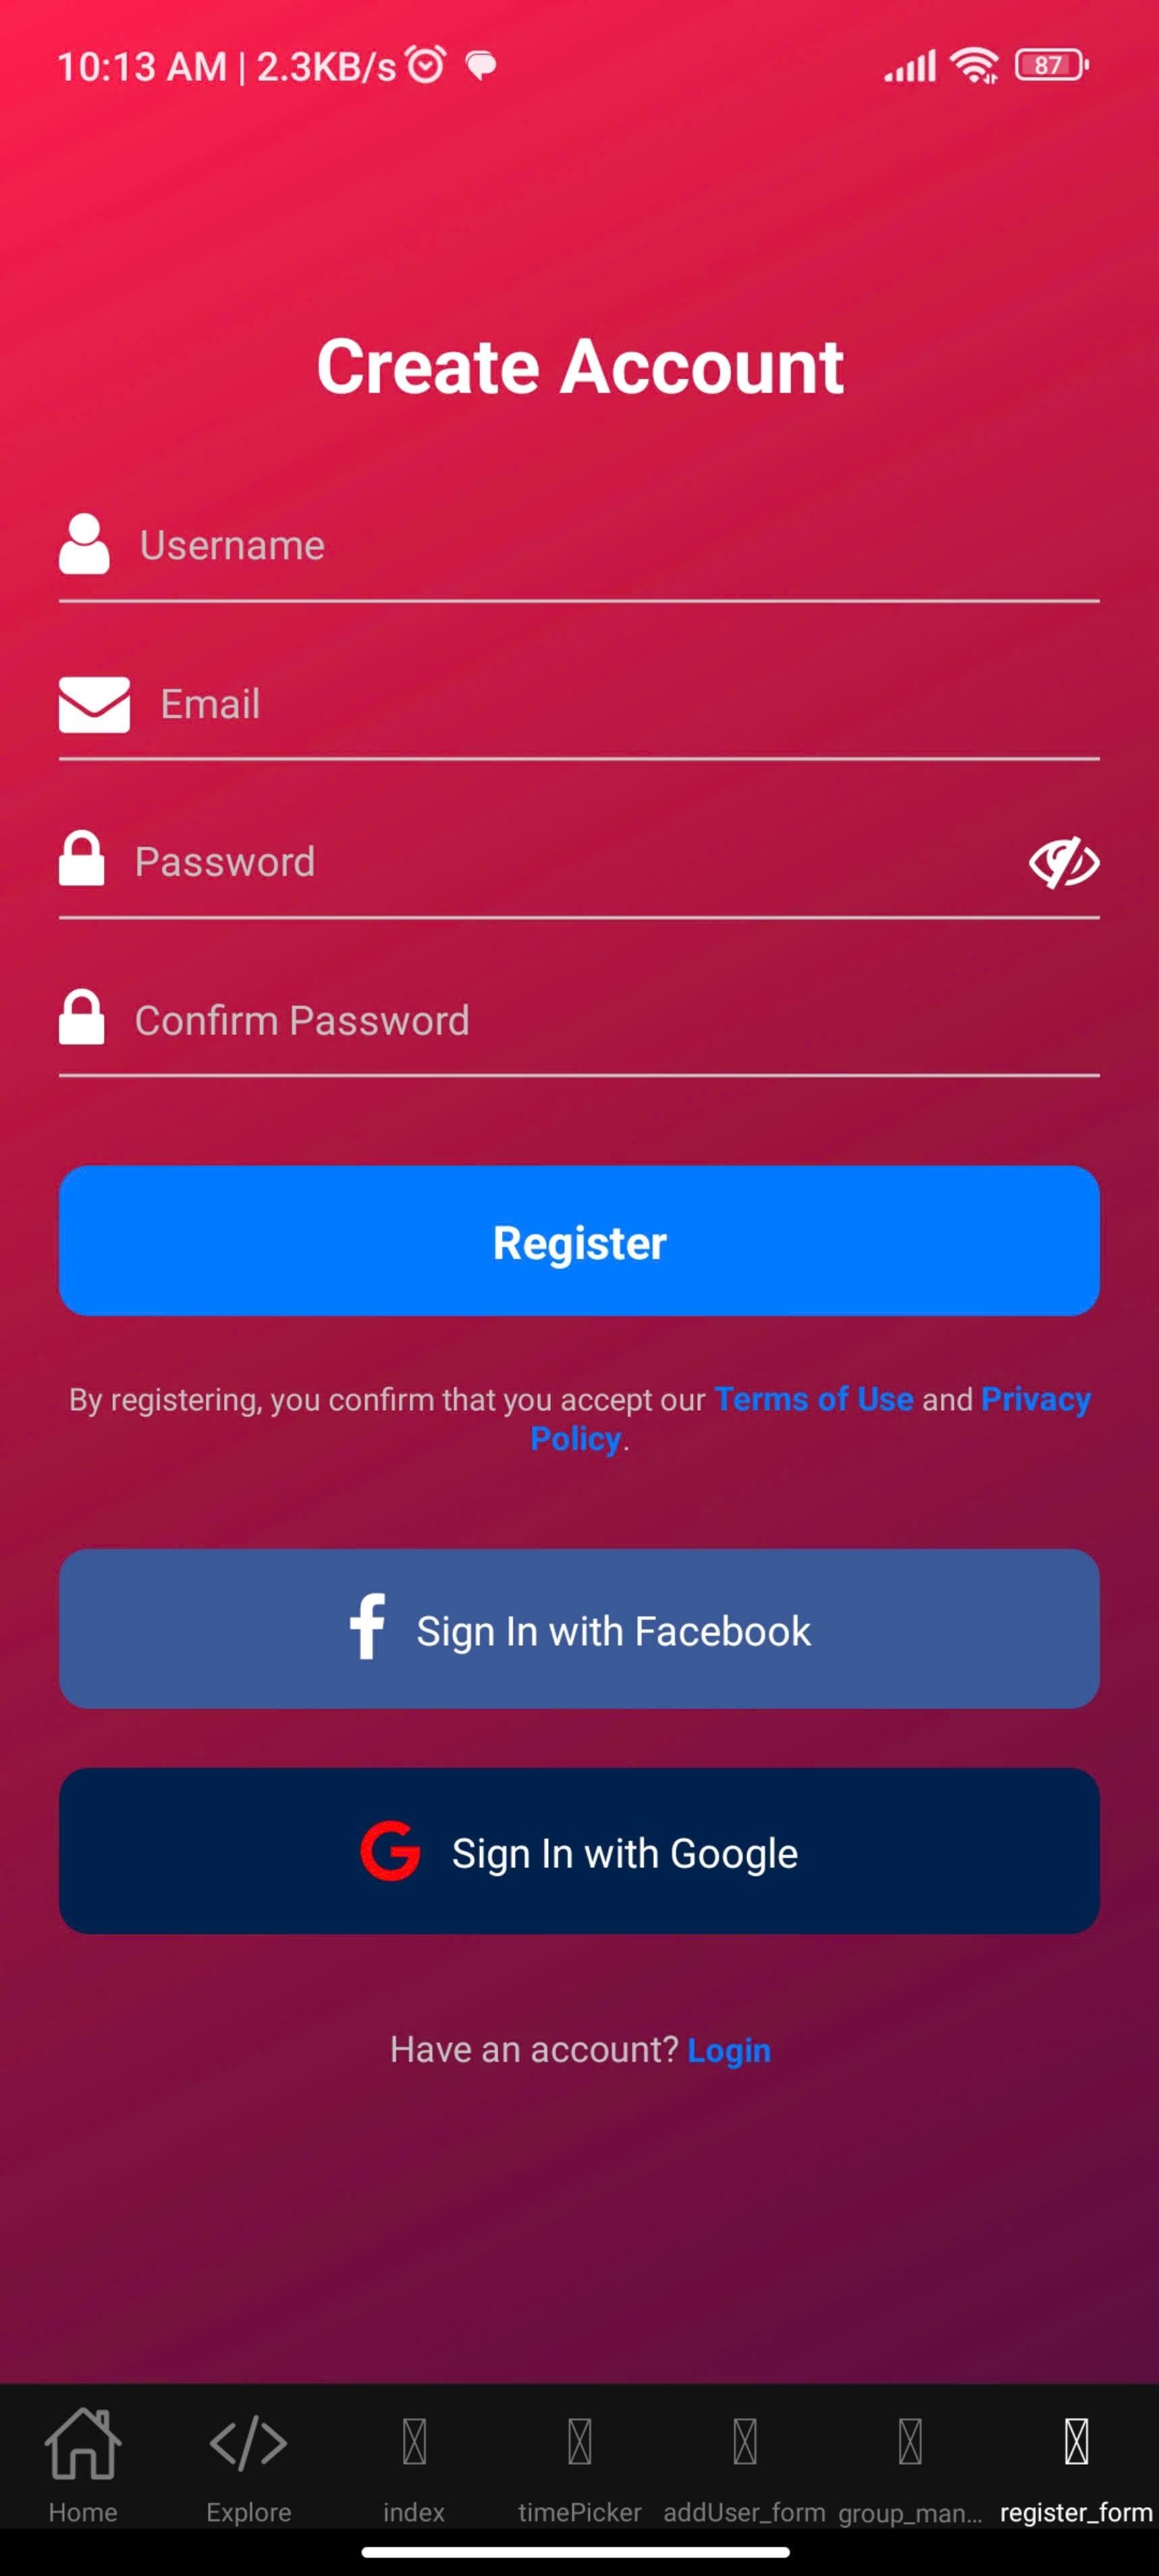 10:13 AM | 2.3KB/s
87
Create Account
Username
Email
Password
Confirm Password
Register
By registering, you confirm that you accept our Terms of Use and Privacy
Policy.
Sign In with Facebook
Sign In with Google
Have an account? Login
Home Explore index timePicker addUser_form group_man... register_form